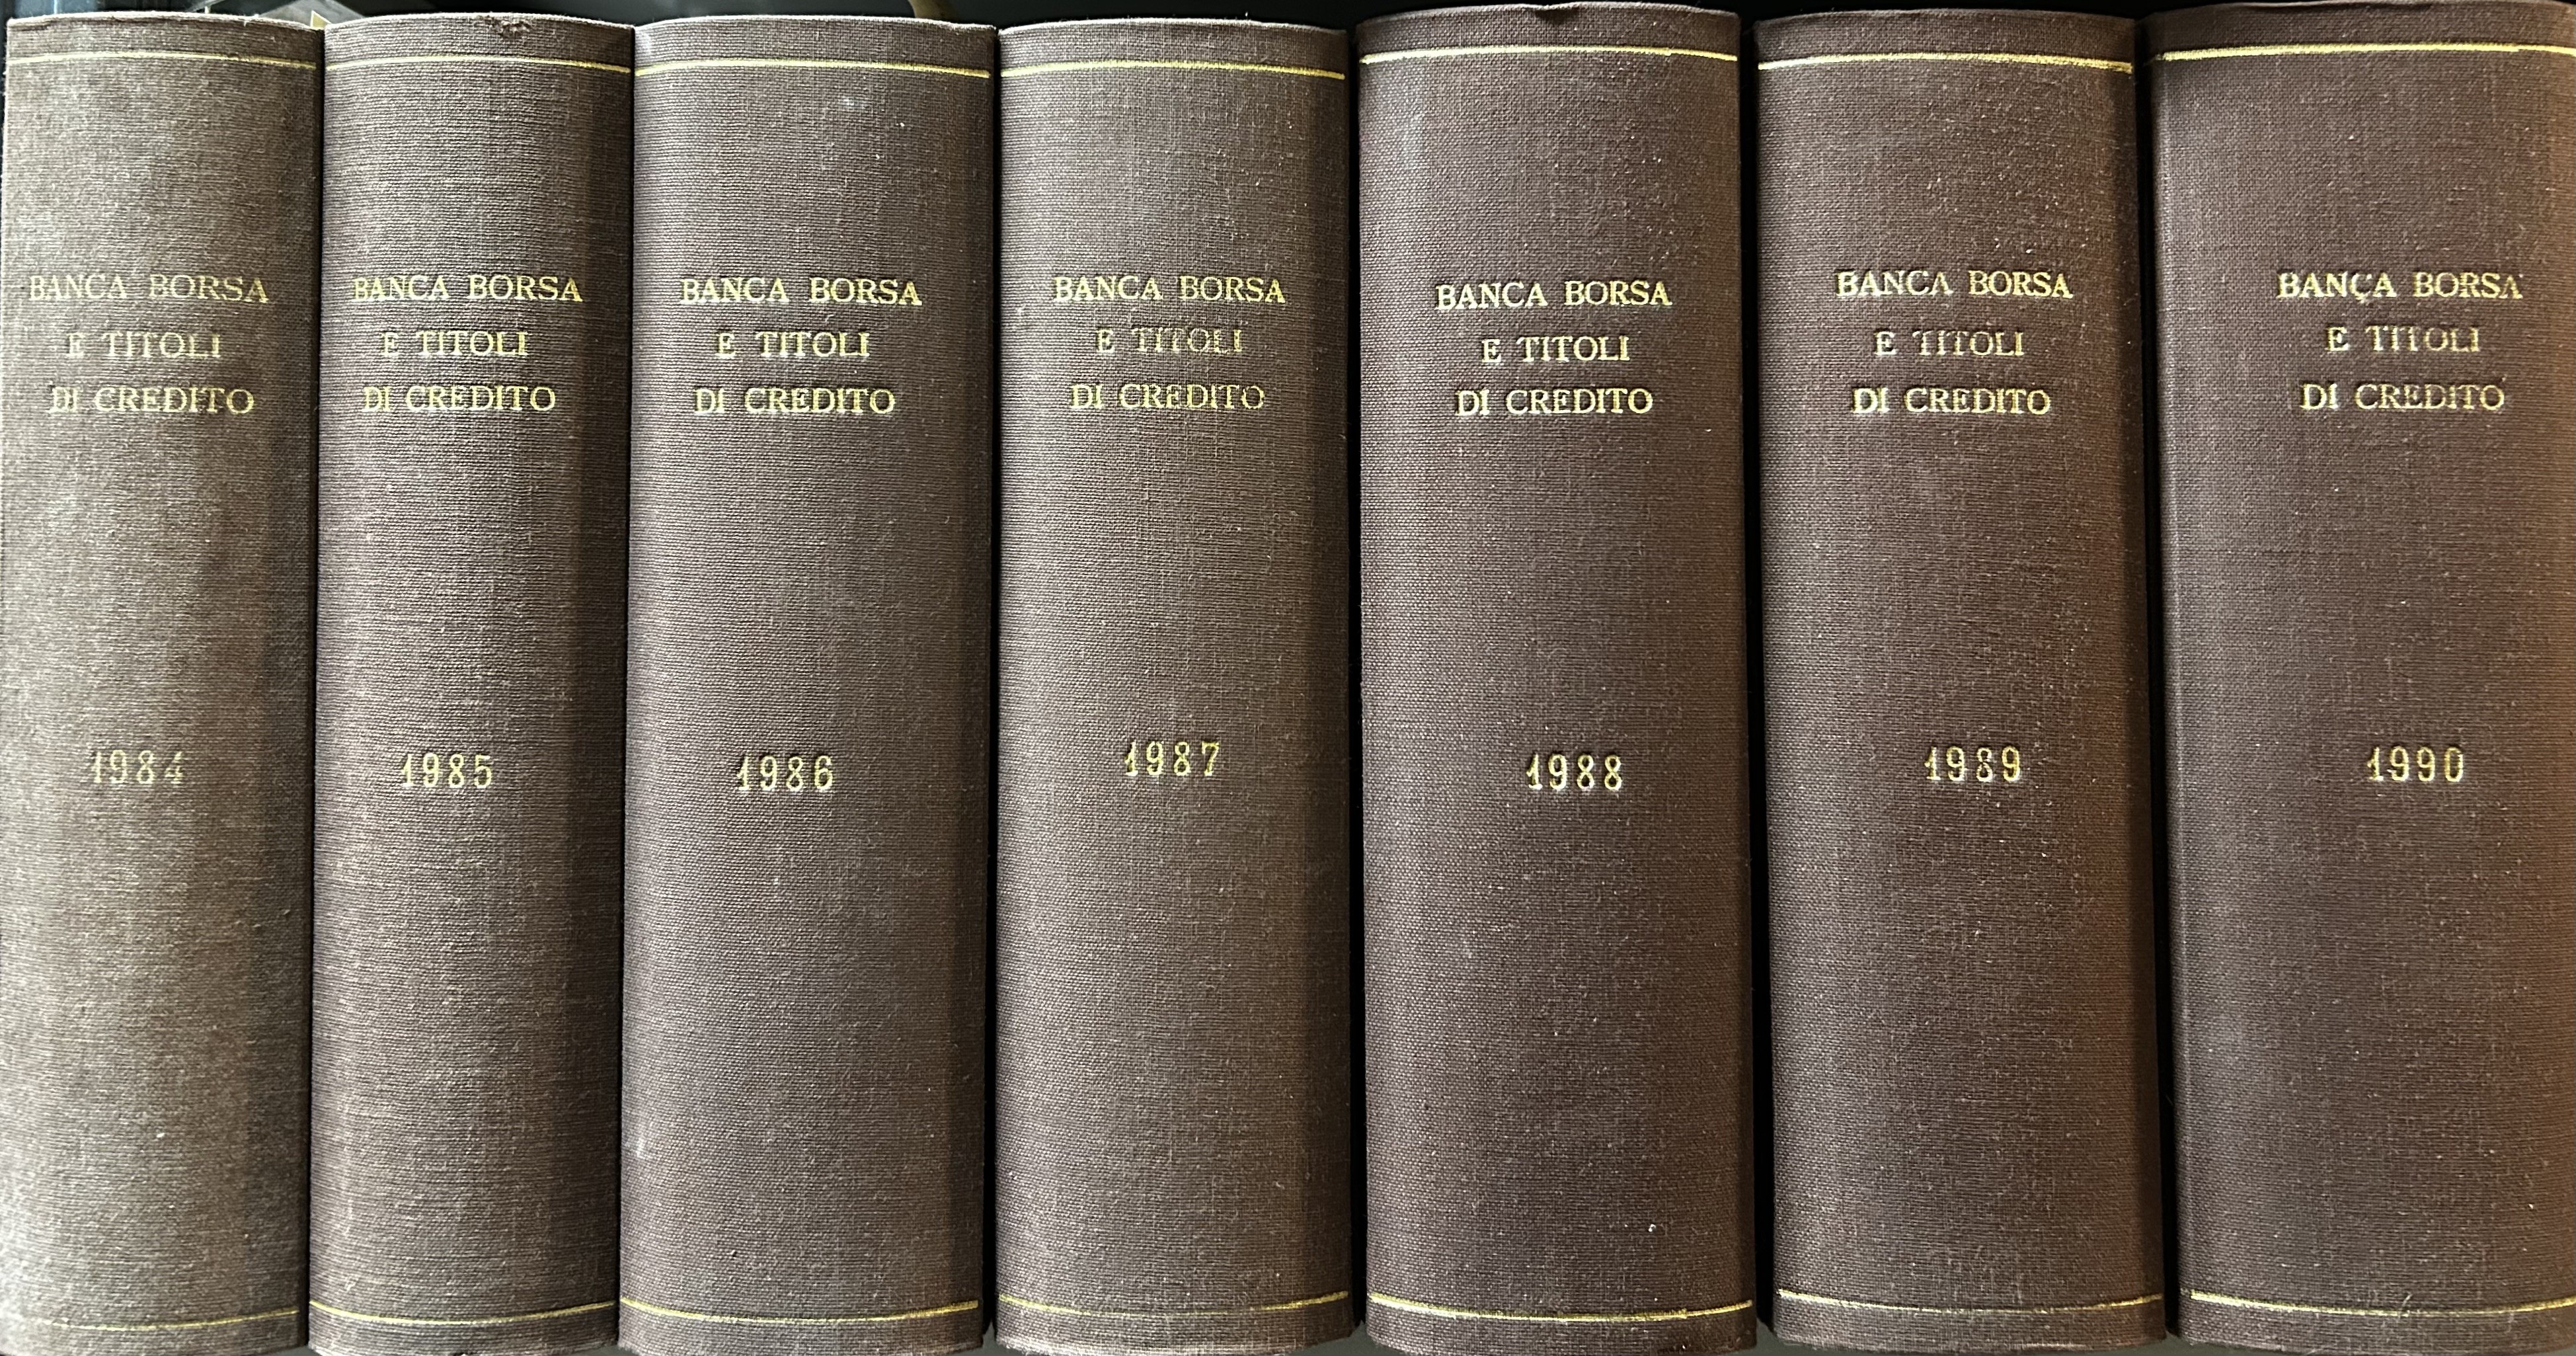 BANCA BORSA
E TITOLI
DI CREDITO
1984
BANCA BORSA
E TITOLI
DI CREDITO
1985
BANCA BORSA
E TITOLI
DI CREDITO
1986
BANCA BORSA
E TITOLI
DI CREDITO
1987
BANCA BORSA
E TITOLI
DI CREDITO
1988
BANCA BORSA
E TITOLI
DI CREDITO
1989
BANCA BORSA
E TITOLI
DI CREDITO
1990